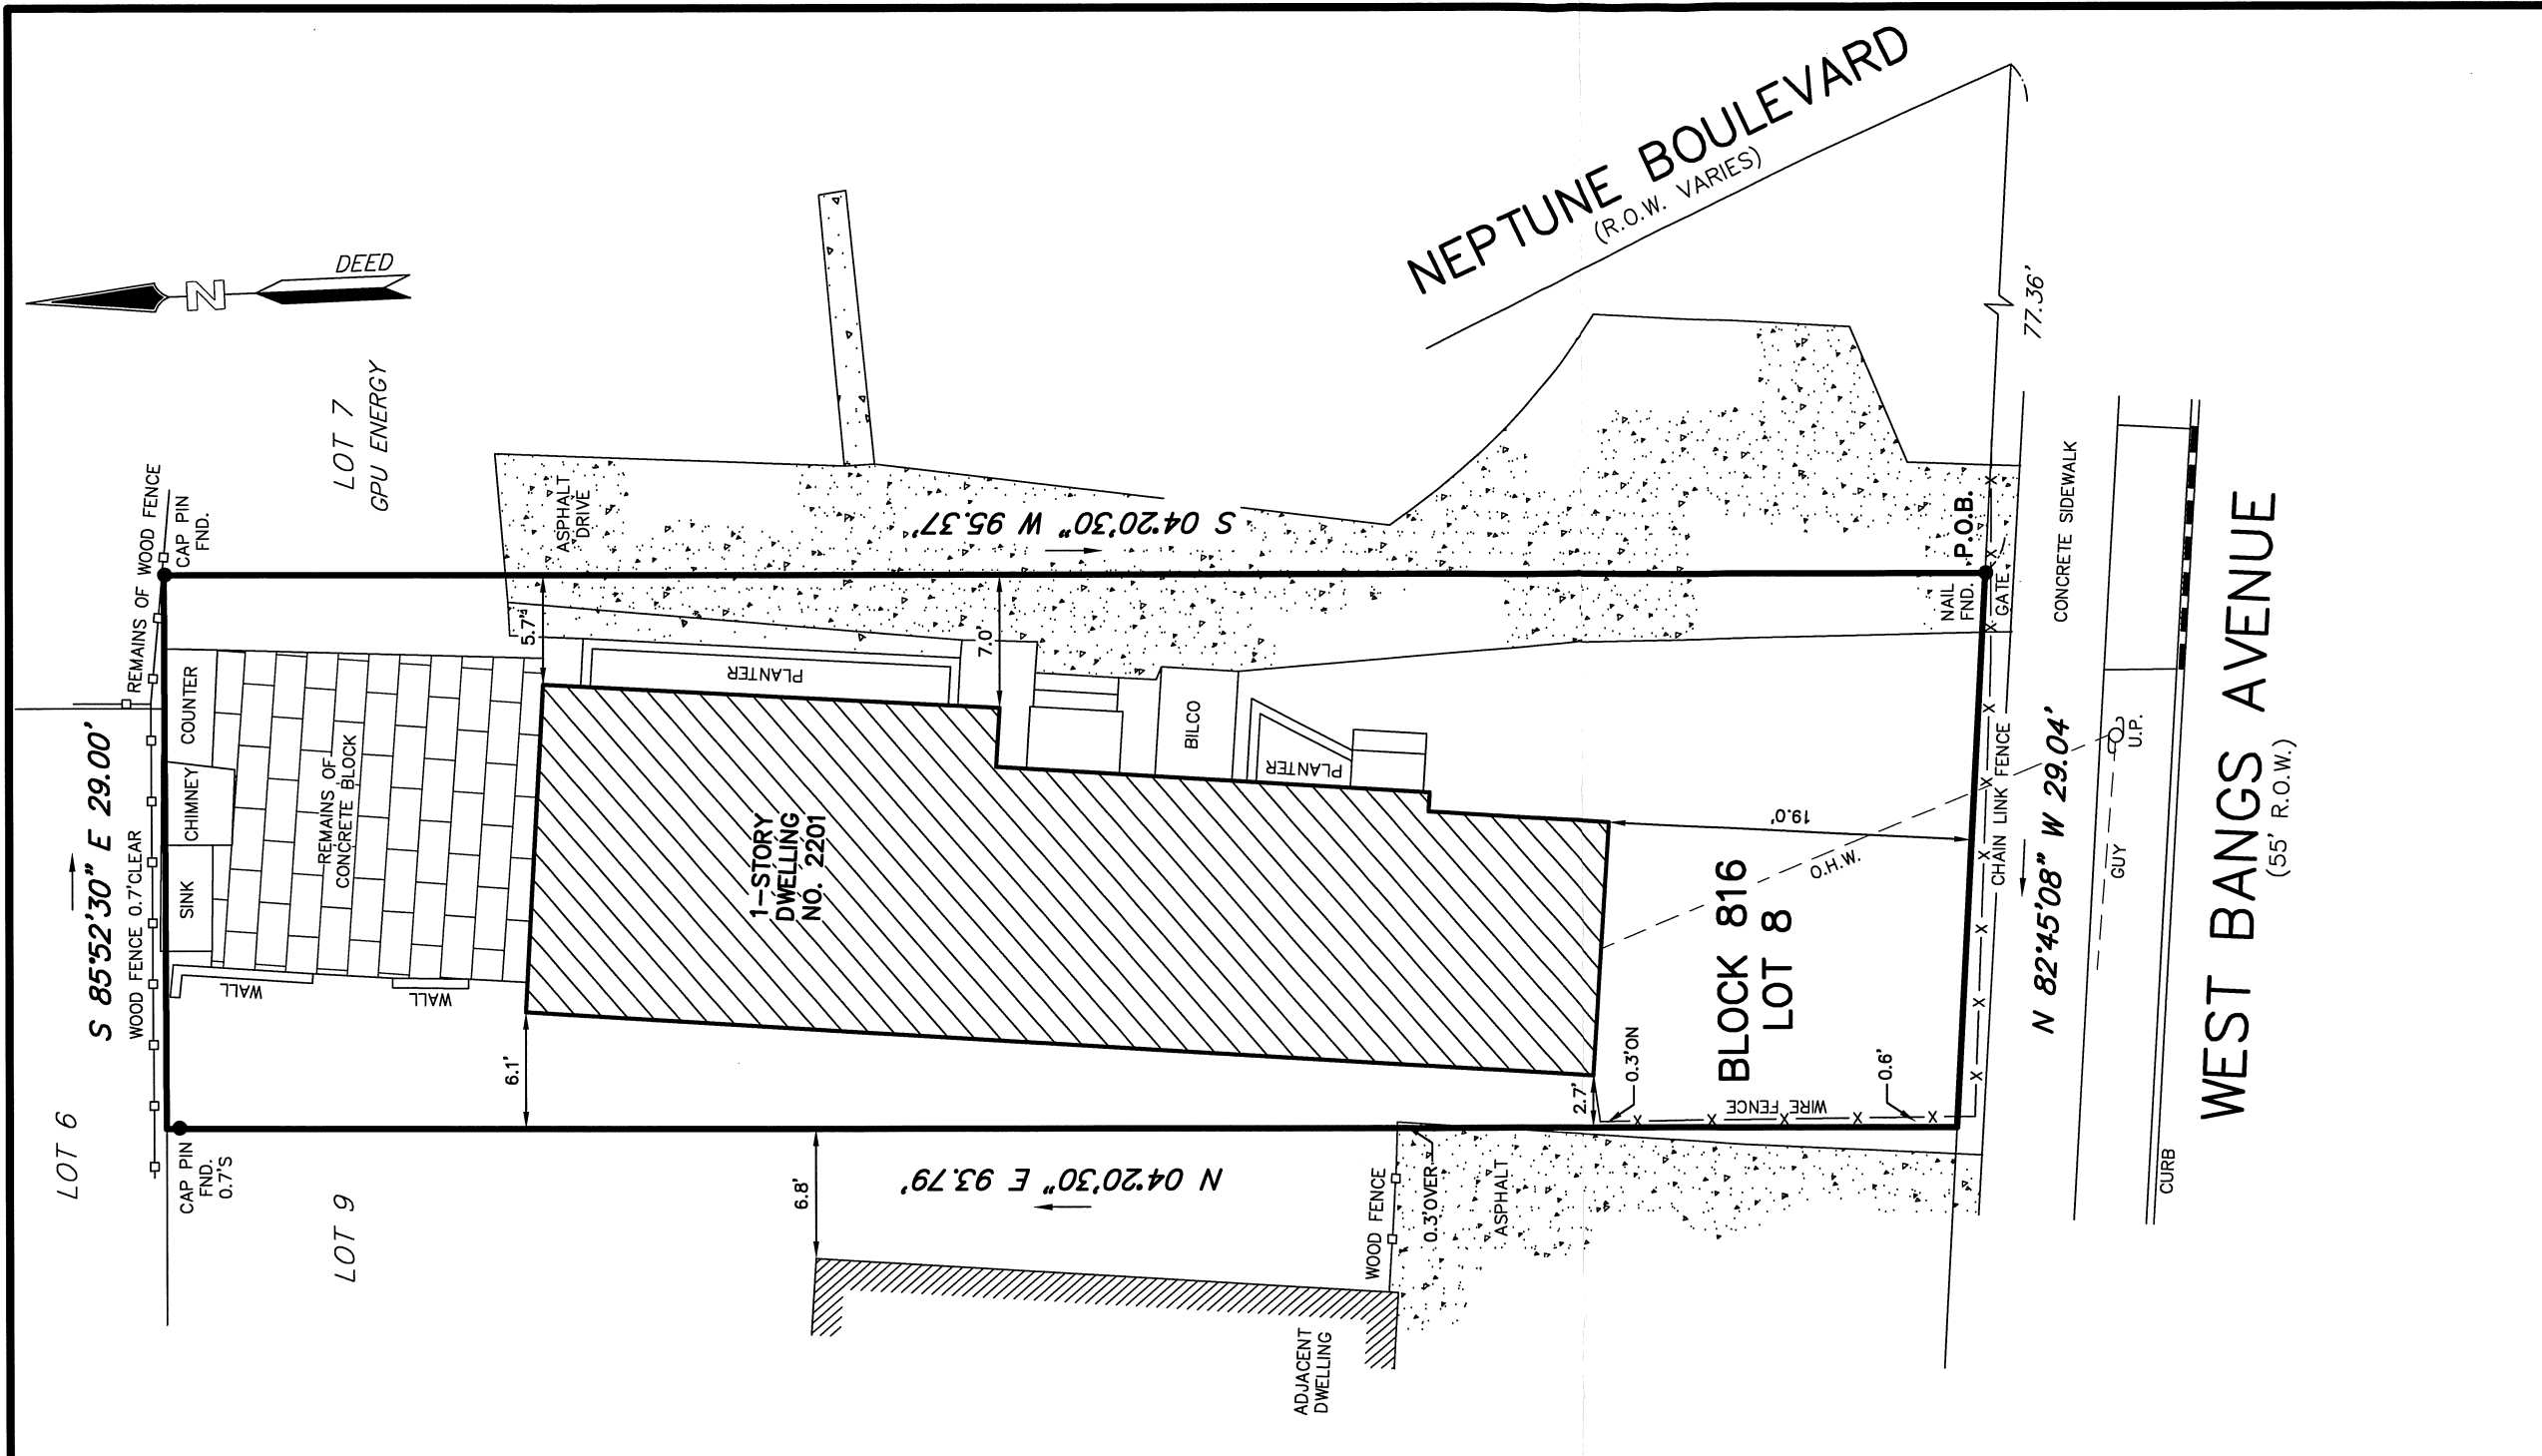 NEPTUNE BOULEVARD
(R.O.W. VARIES)
DEED
N
LOT 7
GPU ENERGY
77.36'
REMAINS OF WOOD FENCE
CAP PIN
FND.
ASPHALT
DRIVE
S 04°20'30" W 95.37'
P.O.B.
NAIL
FND.
GATE
CONCRETE SIDEWALK
S 85°52'30" E 29.00'
WOOD FENCE 0.7'CLEAR
COUNTER
CHIMNEY
SINK
REMAINS OF
CONCRETE BLOCK
WALL
WALL
5.7'
7.0'
PLANTER
BILCO
PLANTER
1-STORY
DWELLING
NO. 2201
19.0'
O.H.W.
BLOCK 816
LOT 8
CHAIN LINK FENCE
N 82°45'08" W 29.04'
GUY
U.P.
WEST BANGS AVENUE
(55' R.O.W.)
CURB
6.1'
2.7'
0.3'ON
WIRE FENCE
0.6'
LOT 6
CAP PIN
FND.
0.7'S
LOT 9
6.8'
N 04°20'30" E 93.79'
WOOD FENCE
0.3'OVER
ASPHALT
ADJACENT
DWELLING